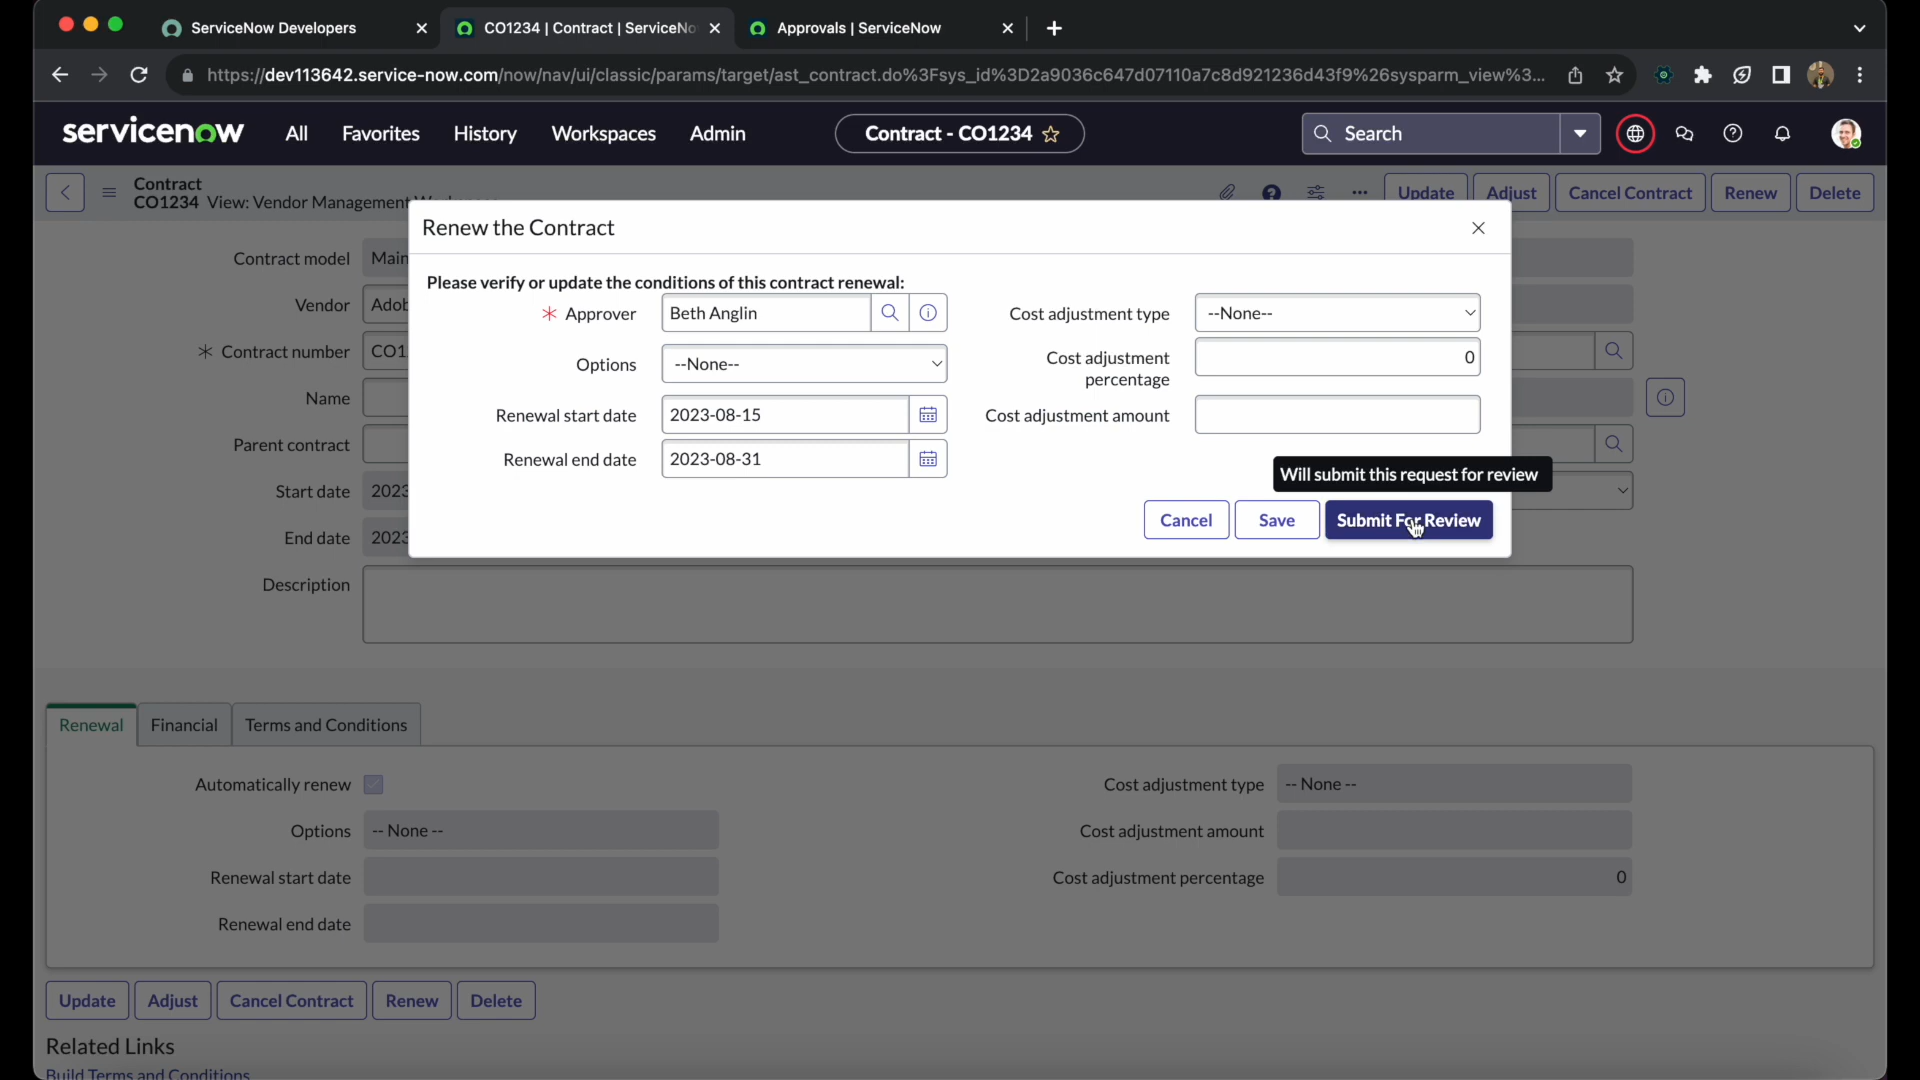 ServiceNow Developers
CO1234 | Contract | ServiceNo
Approvals | ServiceNow
https://dev113642.service-now.com/now/nav/ui/classic/params/target/ast_contract.do%3Fsys_id%3D2a9036c647d07110a7c8d921236d43f9%26sysparm_view%3...
servicenow
All
Favorites
History
Workspaces
Admin
Contract - CO1234
Search
Contract
CO1234 View: Vendor Management
Update
Adjust
Cancel Contract
Renew
Delete
Renew the Contract
Please verify or update the conditions of this contract renewal:
* Approver
Beth Anglin
Cost adjustment type
--None--
Options
--None--
Cost adjustment
percentage
0
Renewal start date
2023-08-15
Cost adjustment amount
Renewal end date
2023-08-31
Will submit this request for review
Cancel
Save
Submit For Review
Contract model
Main
Vendor
Adob
* Contract number
CO1
Name
Parent contract
Start date
2023
End date
2023
Description
Renewal
Financial
Terms and Conditions
Automatically renew
Cost adjustment type
-- None --
Options
-- None --
Cost adjustment amount
Renewal start date
Cost adjustment percentage
0
Renewal end date
Update
Adjust
Cancel Contract
Renew
Delete
Related Links
Build Terms and Conditions